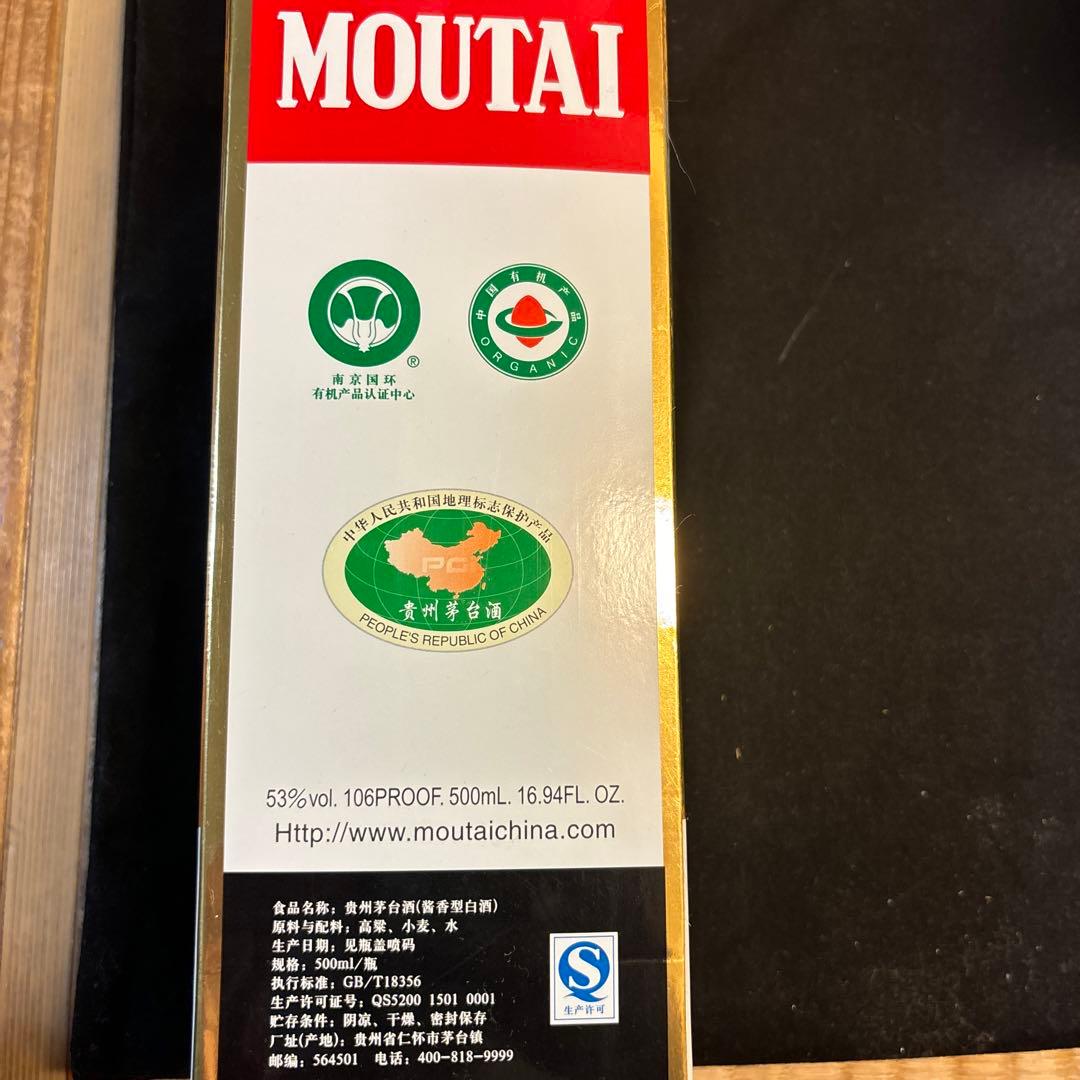 MOUTAI
®
南京国环
有机产品认证中心
中国有机产品
ORGANIC
中华人民共和国地理标志保护产品
PGI
贵州茅台酒
PEOPLE'S REPUBLIC OF CHINA
53%vol. 106PROOF. 500mL. 16.94FL. OZ.
Http://www.moutaichina.com
食品名称：贵州茅台酒(酱香型白酒)
原料与配料：高粱、小麦、水
生产日期：见瓶盖喷码
规格：500ml/瓶
执行标准：GB/T18356
生产许可证号：QS5200 1501 0001
贮存条件：阴凉、干燥、密封保存
厂址(产地)：贵州省仁怀市茅台镇
邮编：564501 电话：400-818-9999
QS
生产许可